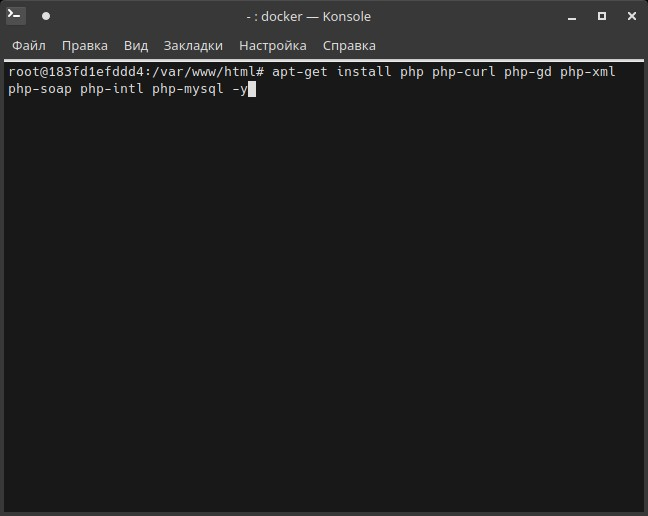 - : docker — Konsole
Файл Правка Вид Закладки Настройка Справка
root@183fd1efddd4:/var/www/html# apt-get install php php-curl php-gd php-xml
php-soap php-intl php-mysql -y